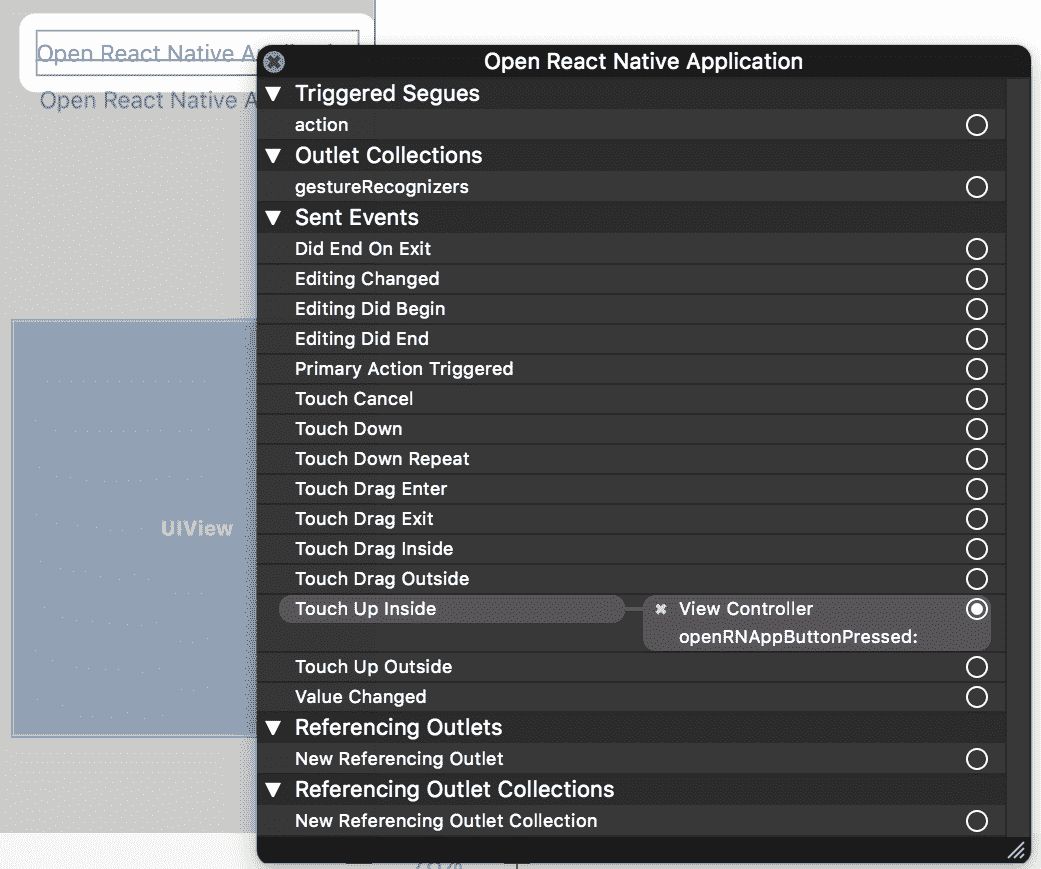 Open React Native
Open React Native Application
Open React Native A
Triggered Segues
action
Outlet Collections
gestureRecognizers
Sent Events
Did End On Exit
Editing Changed
Editing Did Begin
Editing Did End
Primary Action Triggered
Touch Cancel
Touch Down
Touch Down Repeat
Touch Drag Enter
Touch Drag Exit
Touch Drag Inside
UIView
Touch Drag Outside
Touch Up Inside
View Controller
openRNAppButtonPressed:
Touch Up Outside
Value Changed
Referencing Outlets
New Referencing Outlet
Referencing Outlet Collections
New Referencing Outlet Collection